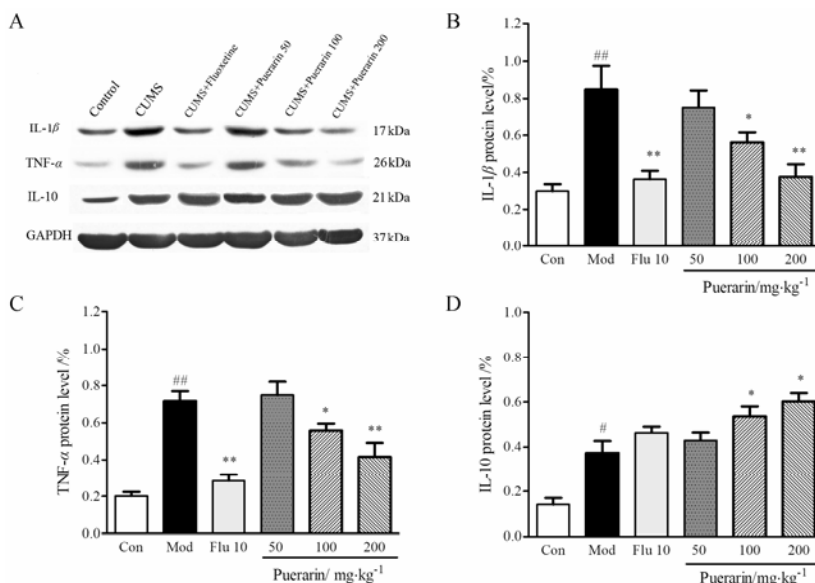 A
Control
CUMS
CUMS+Fluoxetine
CUMS+Puerarin 50
CUMS+Puerarin 100
CUMS+Puerarin 200
IL-1β 17 kDa
TNF-α 26 kDa
IL-10 21 kDa
GAPDH 37 kDa
B
IL-1β protein level/%
1.2
1.0
0.8
0.6
0.4
0.2
0.0
##
**
*
**
Con Mod Flu 10 50 100 200
Puerarin/mg·kg⁻¹
C
TNF-α protein level /%
1.2
1.0
0.8
0.6
0.4
0.2
0.0
##
**
*
**
Con Mod Flu 10 50 100 200
Puerarin/ mg·kg⁻¹
D
IL-10 protein level/%
1.0
0.8
0.6
0.4
0.2
0.0
#
*
*
Con Mod Flu 10 50 100 200
Puerarin/mg·kg⁻¹